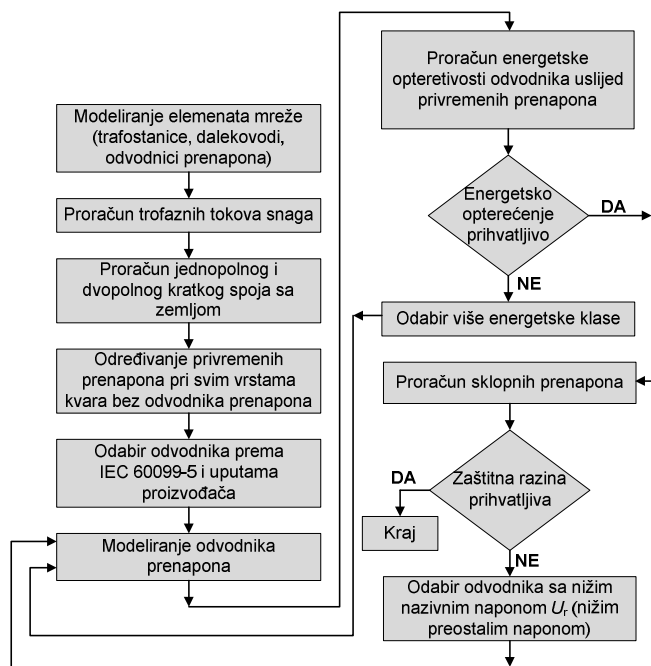 Modeliranje elemenata mreže
(trafostanice, dalekovodi,
odvodnici prenapona)
Proračun trofaznih tokova snaga
Proračun jednopolnog i
dvopolnog kratkog spoja sa
zemljom
Određivanje privremenih
prenapona pri svim vrstama
kvara bez odvodnika prenapona
Odabir odvodnika prema
IEC 60099-5 i uputama
proizvođača
Modeliranje odvodnika
prenapona
Proračun energetske
opteretivosti odvodnika uslijed
privremenih prenapona
Energetsko
opterećenje
prihvatljivo
DA
NE
Odabir više energetske klase
Proračun sklopnih prenapona
Zaštitna razina
prihvatljiva
DA
Kraj
NE
Odabir odvodnika sa nižim
nazivnim naponom Ur (nižim
preostalim naponom)